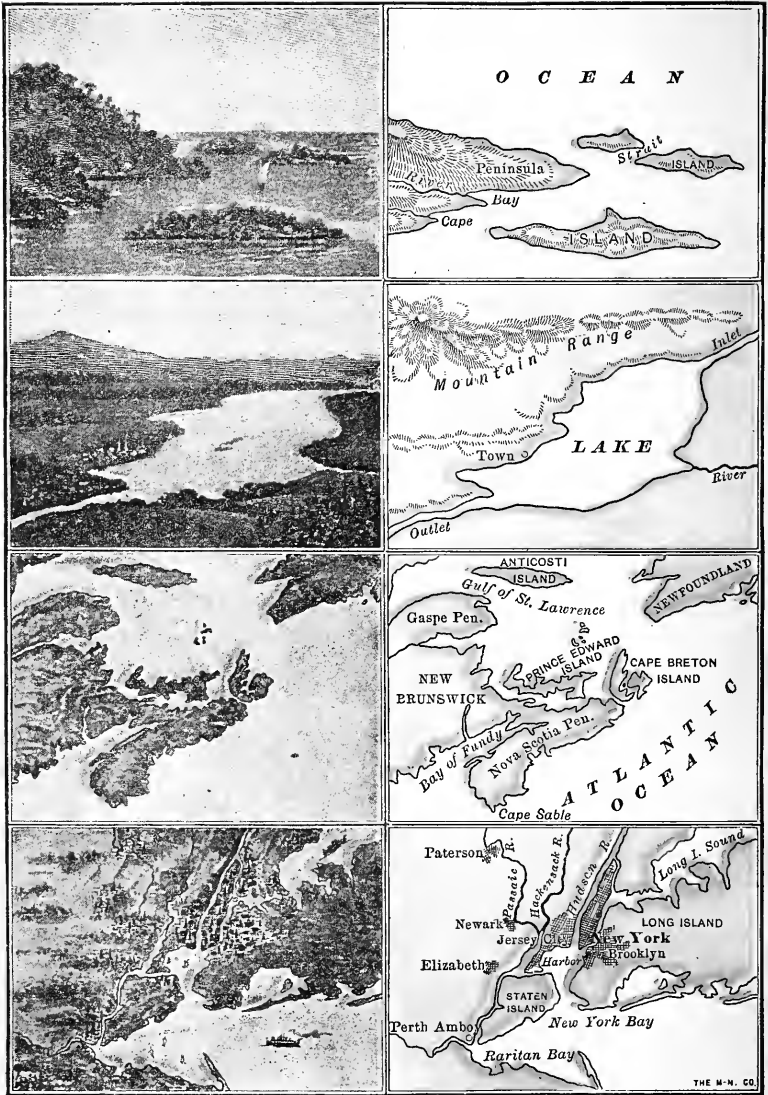 OCEAN
Strait
ISLAND
Peninsula
River
Bay
Cape
ISLAND
Mountain Range
Inlet
Town
LAKE
River
Outlet
ANTICOSTI
ISLAND
Gulf of St. Lawrence
NEWFOUNDLAND
Gaspe Pen.
PRINCE EDWARD
ISLAND
CAPE BRETON
ISLAND
NEW
BRUNSWICK
Bay of Fundy
Nova Scotia Pen.
ATLANTIC
OCEAN
Cape Sable
Paterson
Passaic R.
Hackensack R.
Hudson R.
Long I. Sound
Newark
Jersey City
LONG ISLAND
New York
Brooklyn
Elizabeth
Harbor
STATEN
ISLAND
Perth Amboy
New York Bay
Raritan Bay
THE M-N. CO.